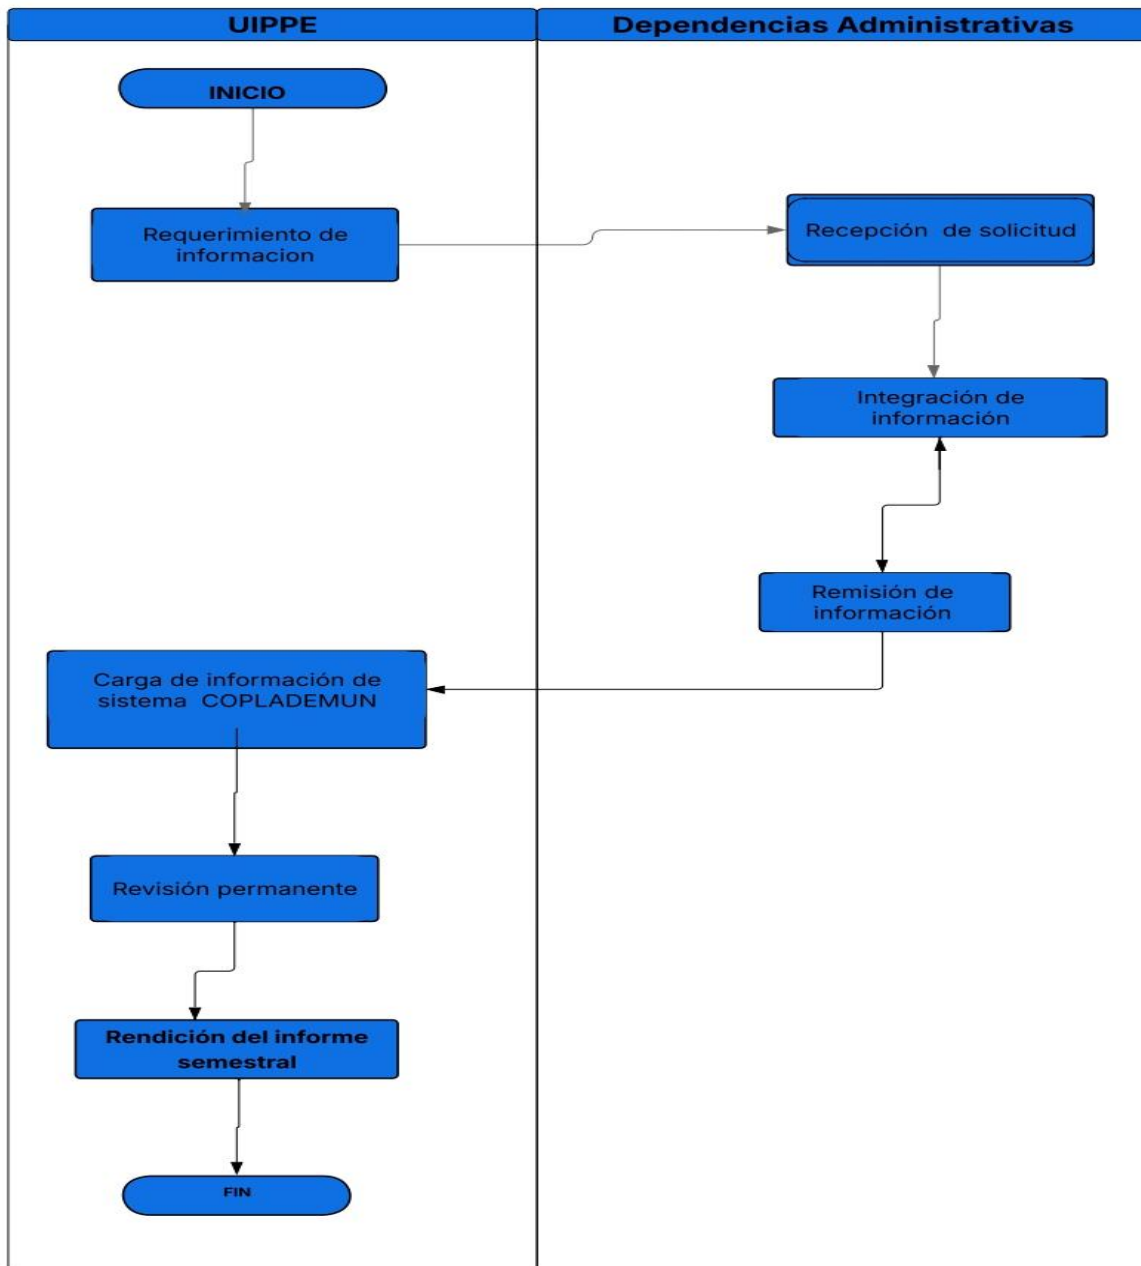 UIPPE
Dependencias Administrativas
INICIO
Requerimiento de
informacion
Recepción de solicitud
Integración de
información
Remisión de
información
Carga de información de
sistema COPLADEMUN
Revisión permanente
Rendición del informe
semestral
FIN